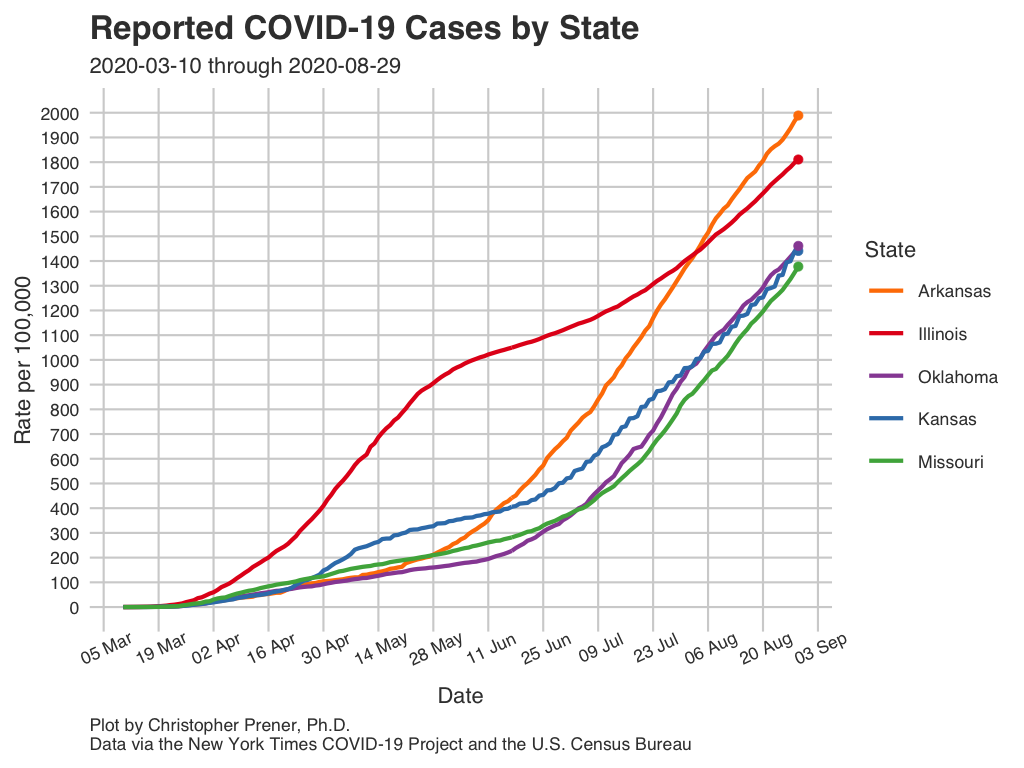 Reported COVID-19 Cases by State
2020-03-10 through 2020-08-29
2000
1900
1800
1700
1600
1500
1400
1300
1200
1100
1000
900
800
700
600
500
400
300
200
100
0
Rate per 100,000
05 Mar
19 Mar
02 Apr
16 Apr
30 Apr
14 May
28 May
11 Jun
25 Jun
09 Jul
23 Jul
06 Aug
20 Aug
03 Sep
Date
State
Arkansas
Illinois
Oklahoma
Kansas
Missouri
Plot by Christopher Prener, Ph.D.
Data via the New York Times COVID-19 Project and the U.S. Census Bureau